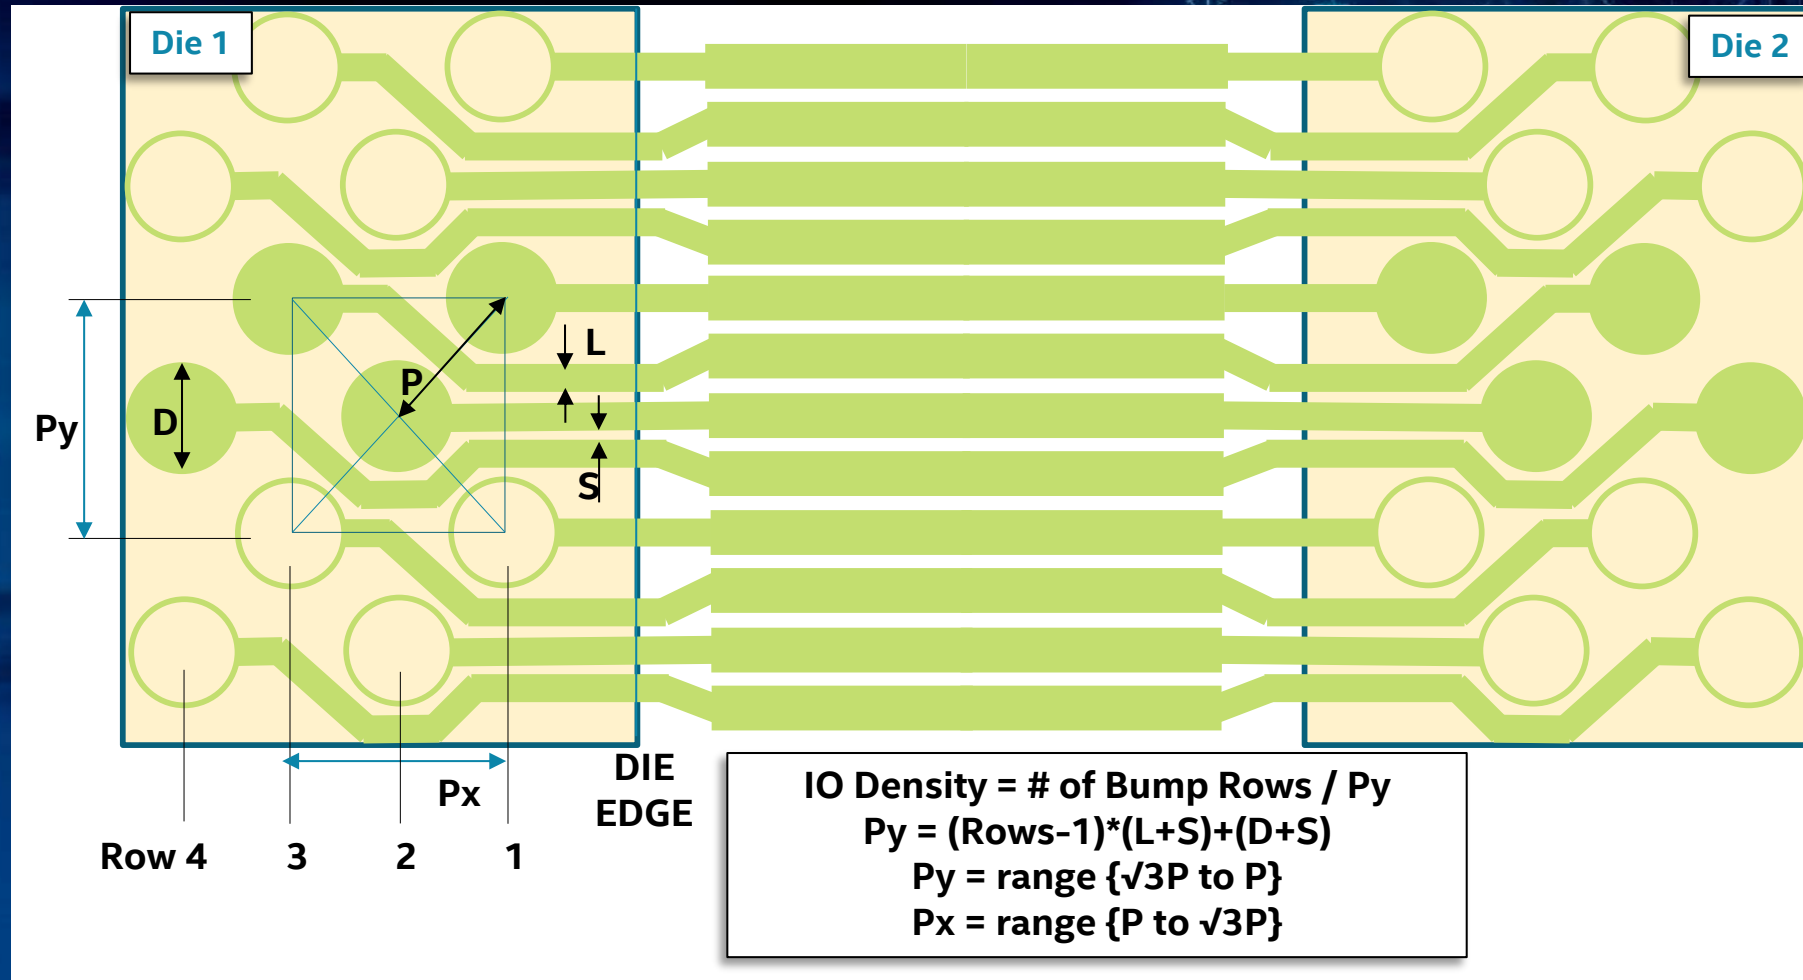 Die 1
Die 2
L
P
D
Py
S
DIE
EDGE
Px
Row 4
3
2
1
IO Density = # of Bump Rows / Py
Py = (Rows-1)*(L+S)+(D+S)
Py = range {√3P to P}
Px = range {P to √3P}